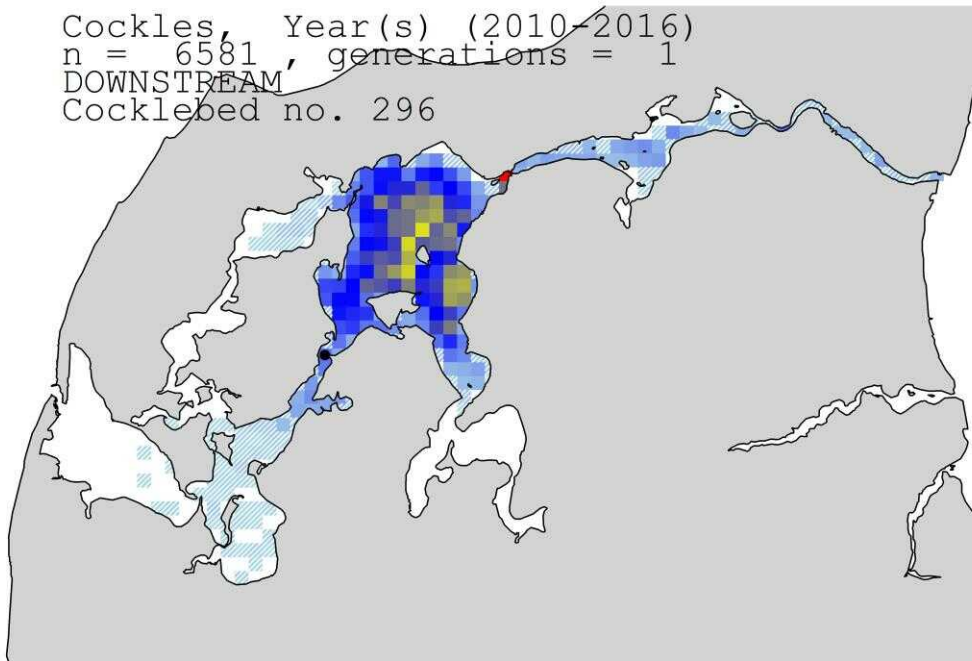 Cockles, Year(s) (2010-2016)
n = 6581 , generations = 1
DOWNSTREAM
Cocklebed no. 296